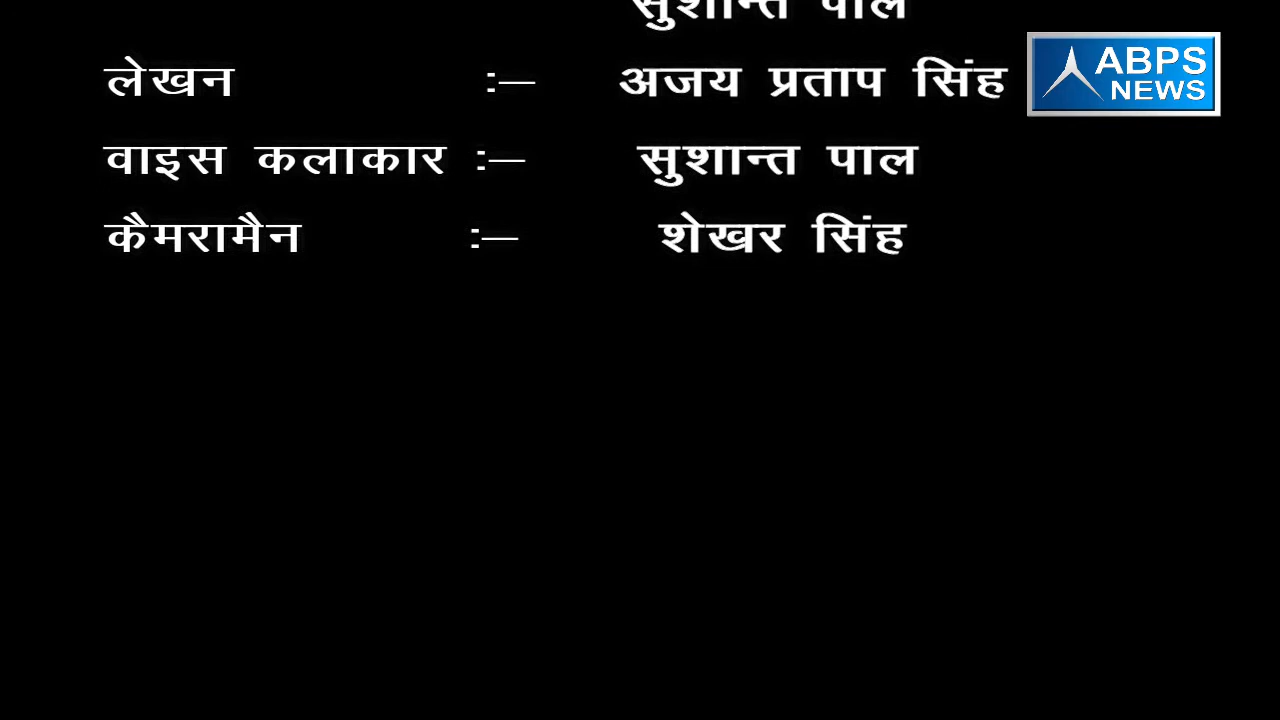 सुशान्त पाल
लेखन :– अजय प्रताप सिंह
वाइस कलाकार :– सुशान्त पाल
कैमरामैन :– शेखर सिंह
ABPS
NEWS